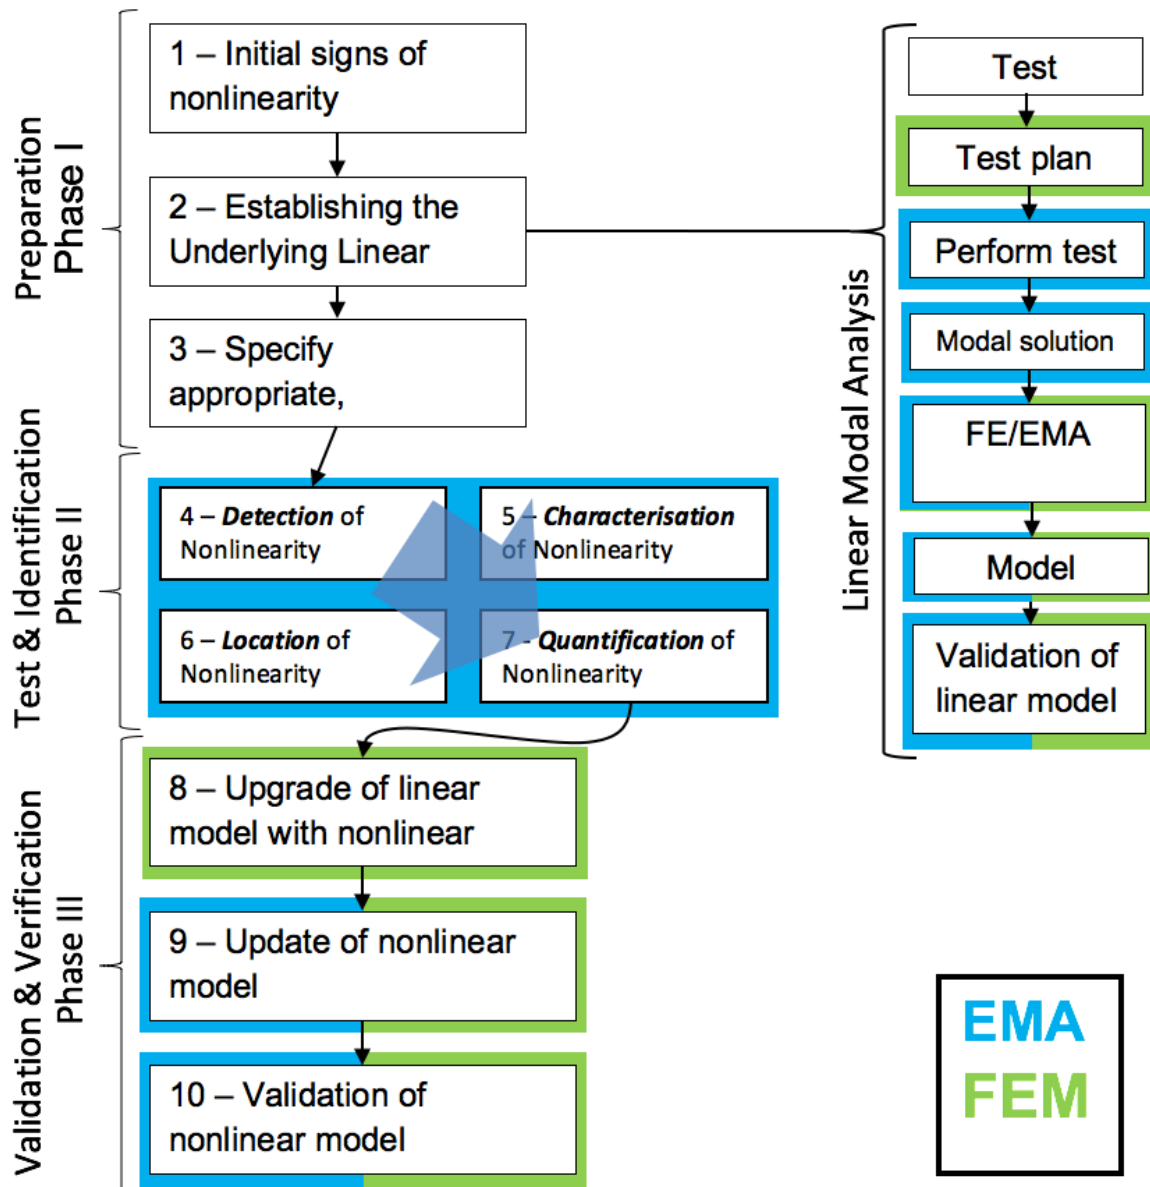 Preparation
Phase I
1 – Initial signs of
nonlinearity
2 – Establishing the
Underlying Linear
3 – Specify
appropriate,
Test & Identification
Phase II
4 – Detection of
Nonlinearity
5 – Characterisation
of Nonlinearity
6 – Location of
Nonlinearity
7 - Quantification of
Nonlinearity
Validation & Verification
Phase III
8 – Upgrade of linear
model with nonlinear
9 – Update of nonlinear
model
10 – Validation of
nonlinear model
Linear Modal Analysis
Test
Test plan
Perform test
Modal solution
FE/EMA
Model
Validation of
linear model
EMA
FEM